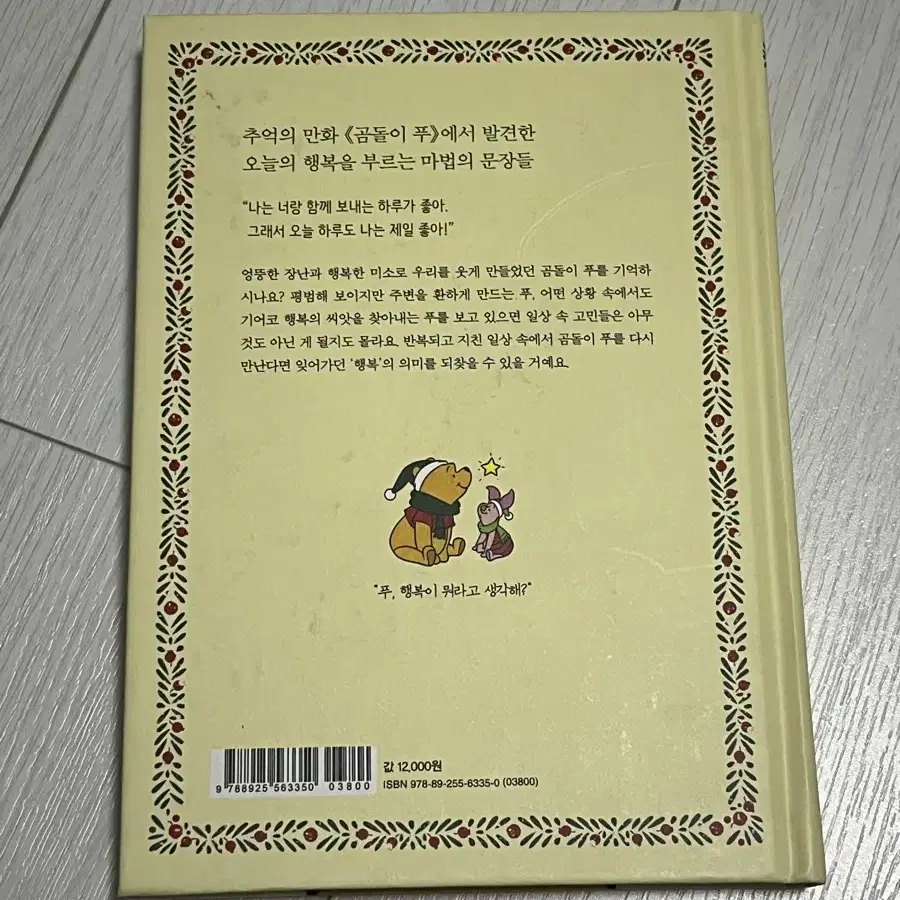 추억의 만화 《곰돌이 푸》에서 발견한
오늘의 행복을 부르는 마법의 문장들
“나는 너랑 함께 보내는 하루가 좋아.
그래서 오늘 하루도 나는 제일 좋아!”
엉뚱한 장난과 행복한 미소로 우리를 웃게 만들었던 곰돌이 푸를 기억하
시나요? 평범해 보이지만 주변을 환하게 만드는 푸, 어떤 상황 속에서도
기어코 행복의 씨앗을 찾아내는 푸를 보고 있으면 일상 속 고민들은 아무
것도 아닌 게 될지도 몰라요. 반복되고 지친 일상 속에서 곰돌이 푸를 다시
만난다면 잊어가던 ‘행복’의 의미를 되찾을 수 있을 거예요.
“푸, 행복이 뭐라고 생각해?”
값 12,000원
ISBN 978-89-255-6335-0 (03800)
9 788925 563350 03800